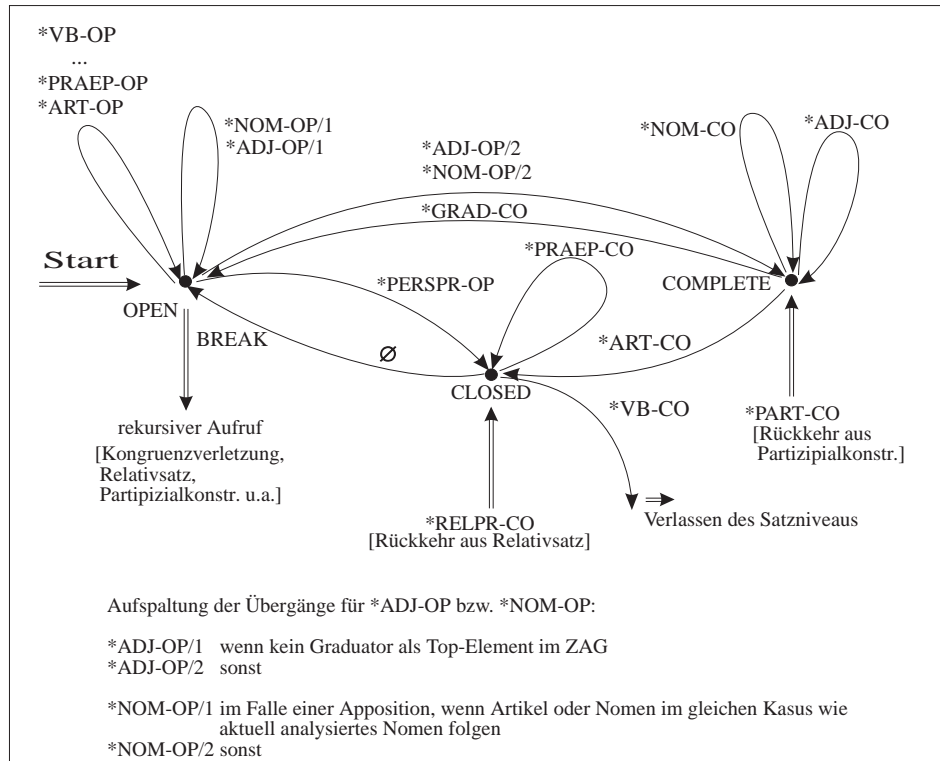 *VB-OP
...
*PRAEP-OP
*ART-OP
*NOM-OP/1
*ADJ-OP/1
*ADJ-OP/2
*NOM-OP/2
*GRAD-CO
*NOM-CO
*ADJ-CO
*PRAEP-CO
Start
*PERSPR-OP
COMPLETE
OPEN
BREAK
Ø
*ART-CO
CLOSED
*VB-CO
*PART-CO
[Rückkehr aus
Partizipialkonstr.]
rekursiver Aufruf
[Kongruenzverletzung,
Relativsatz,
Partipizialkonstr. u.a.]
*RELPR-CO
[Rückkehr aus Relativsatz]
Verlassen des Satzniveaus
Aufspaltung der Übergänge für *ADJ-OP bzw. *NOM-OP:
*ADJ-OP/1 wenn kein Graduator als Top-Element im ZAG
*ADJ-OP/2 sonst
*NOM-OP/1 im Falle einer Apposition, wenn Artikel oder Nomen im gleichen Kasus wie
aktuell analysiertes Nomen folgen
*NOM-OP/2 sonst